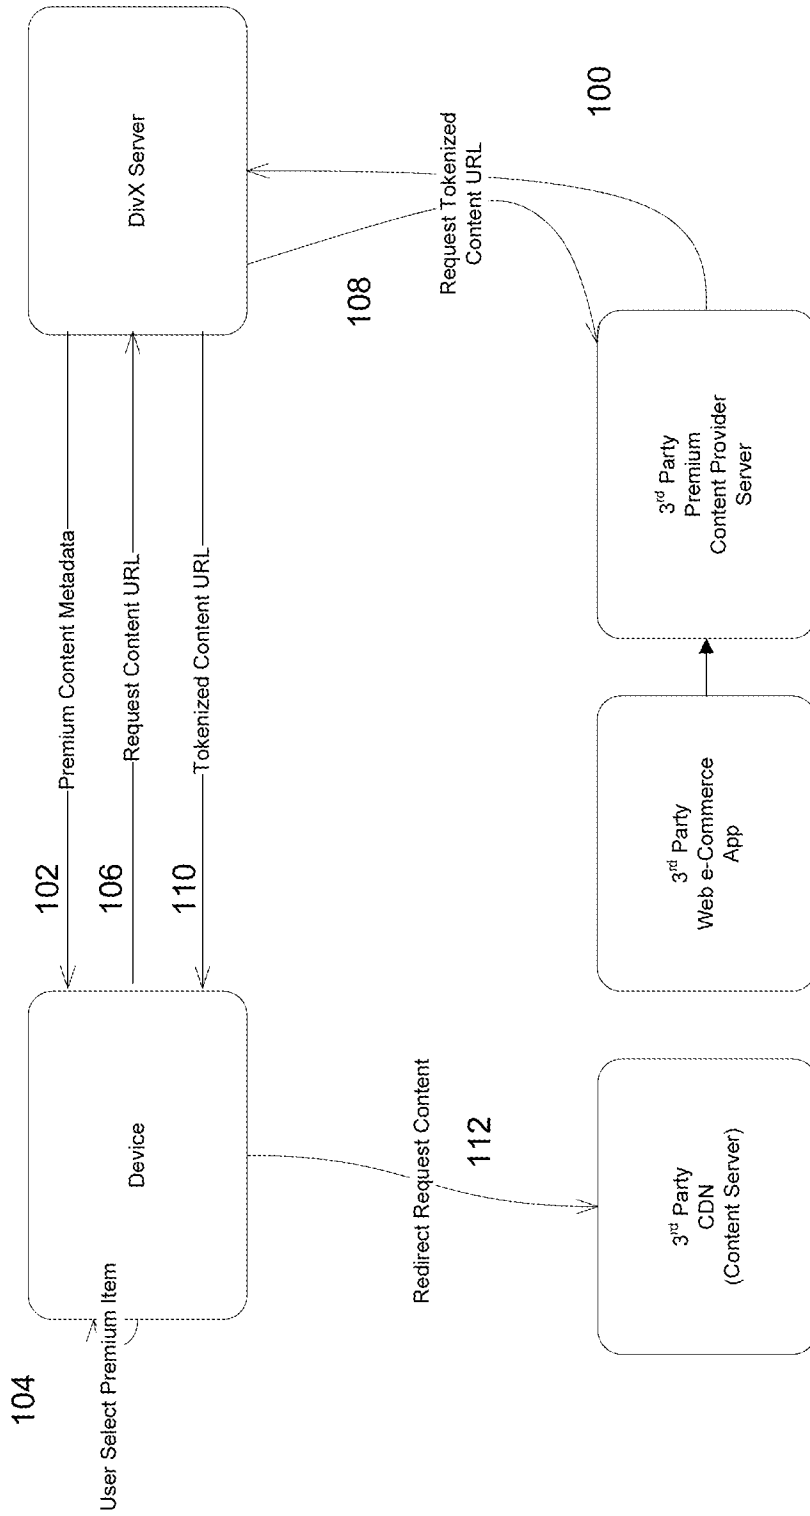 104
User Select Premium Item
Device
102
Premium Content Metadata
106
Request Content URL
110
Tokenized Content URL
DivX Server
108
Request Tokenized
Content URL
100
Redirect Request Content
112
3rd Party
CDN
(Content Server)
3rd Party
Web e-Commerce
App
3rd Party
Premium
Content Provider
Server